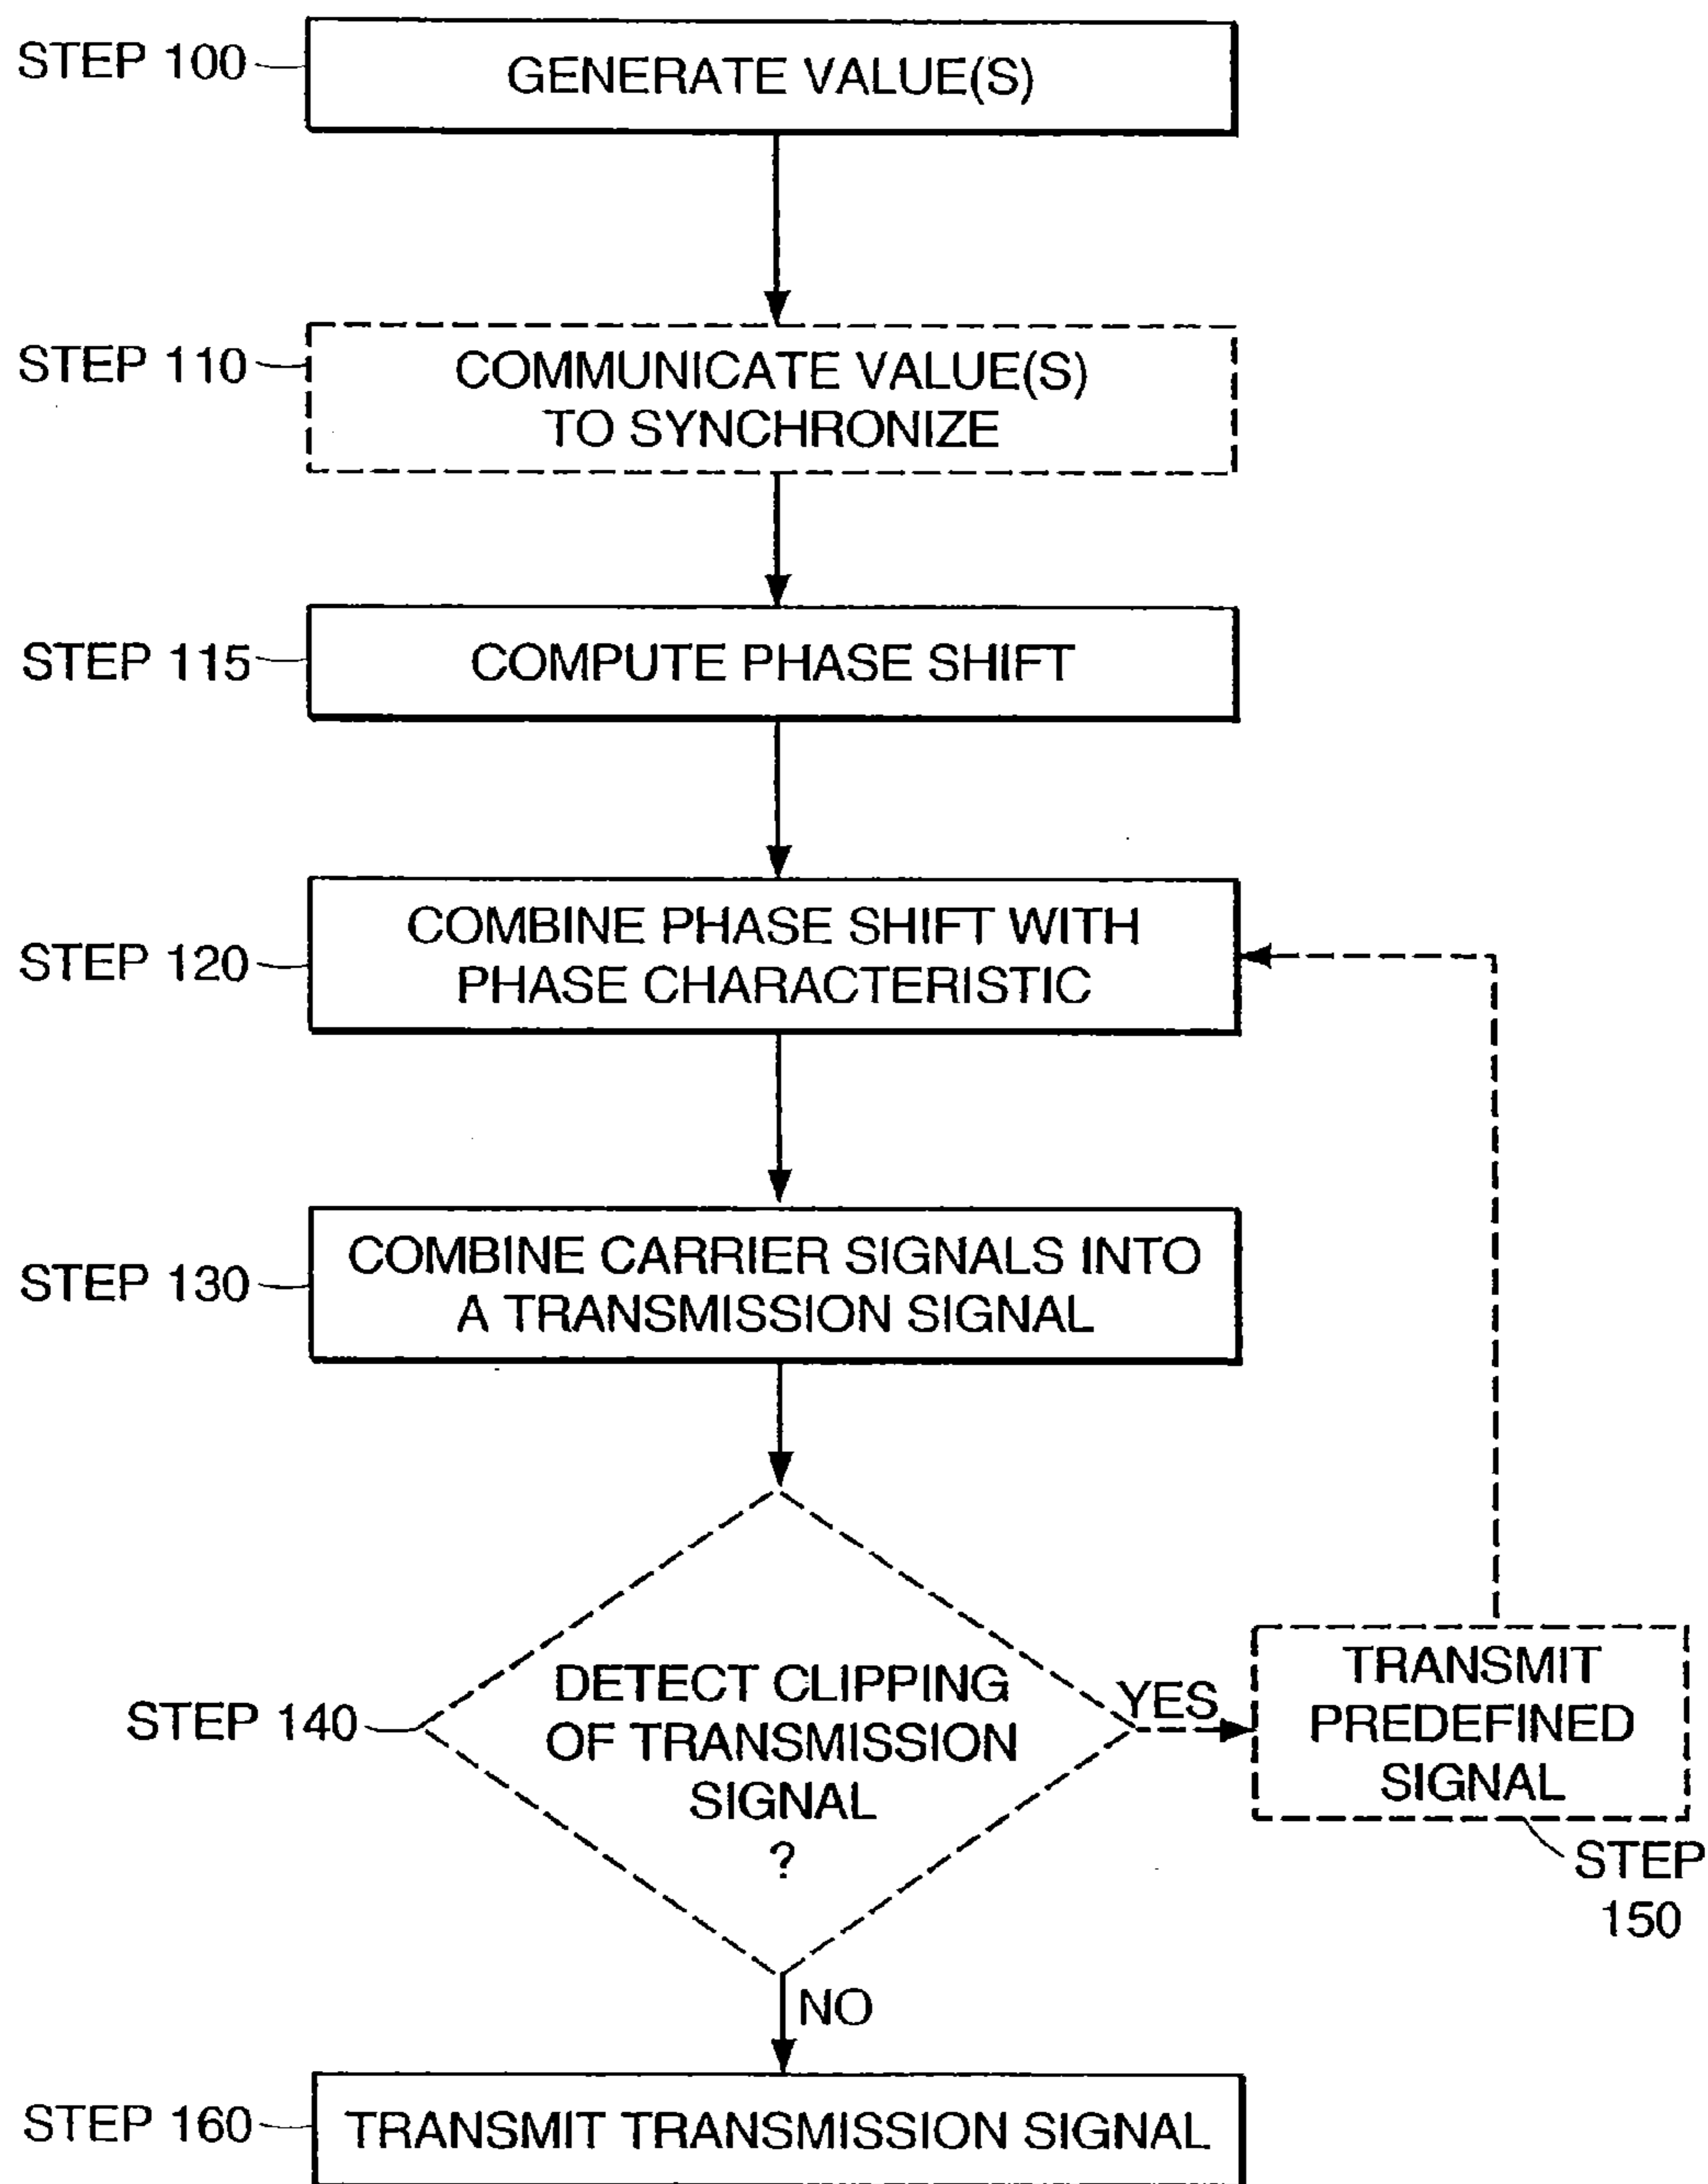 STEP 100
GENERATE VALUE(S)
STEP 110
COMMUNICATE VALUE(S)
TO SYNCHRONIZE
STEP 115
COMPUTE PHASE SHIFT
STEP 120
COMBINE PHASE SHIFT WITH
PHASE CHARACTERISTIC
STEP 130
COMBINE CARRIER SIGNALS INTO
A TRANSMISSION SIGNAL
STEP 140
DETECT CLIPPING
OF TRANSMISSION
SIGNAL
?
YES
TRANSMIT
PREDEFINED
SIGNAL
STEP
150
NO
STEP 160
TRANSMIT TRANSMISSION SIGNAL